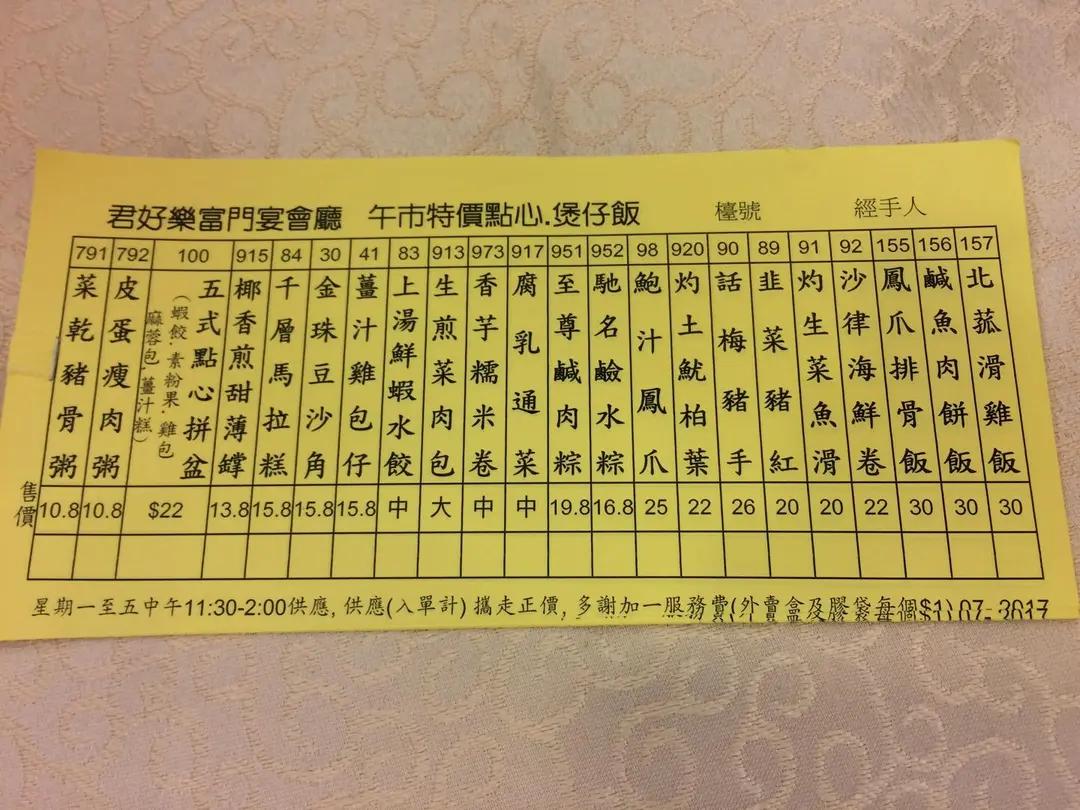 君好樂富門宴會廳 午市特價點心.煲仔飯 檯號 經手人
791 792 100 915 84 30 41 83 913 973 917 951 952 98 920 90 89 91 92 155 156 157
菜乾豬骨粥
皮蛋瘦肉粥
五式點心拼盆
(蝦餃.素粉果.雞包
麻蓉包.薑汁糕)
椰香煎甜薄罉
千層馬拉糕
金珠豆沙角
薑汁雞包仔
上湯鮮蝦水餃
生煎菜肉包
香芋糯米卷
腐乳通菜
至尊鹹肉粽
馳名鹼水粽
鮑汁鳳爪
灼土魷柏葉
話梅豬手
韭菜豬紅
灼生菜魚滑
沙律海鮮卷
鳳爪排骨飯
鹹魚肉餅飯
北菰滑雞飯
售價 10.8 10.8 $22 13.8 15.8 15.8 15.8 中 大 中 中 19.8 16.8 25 22 26 20 20 22 30 30 30
星期一至五中午11:30-2:00供應, 供應(入單計) 攜走正價, 多謝加一服務費(外賣盒及膠袋每個$1)